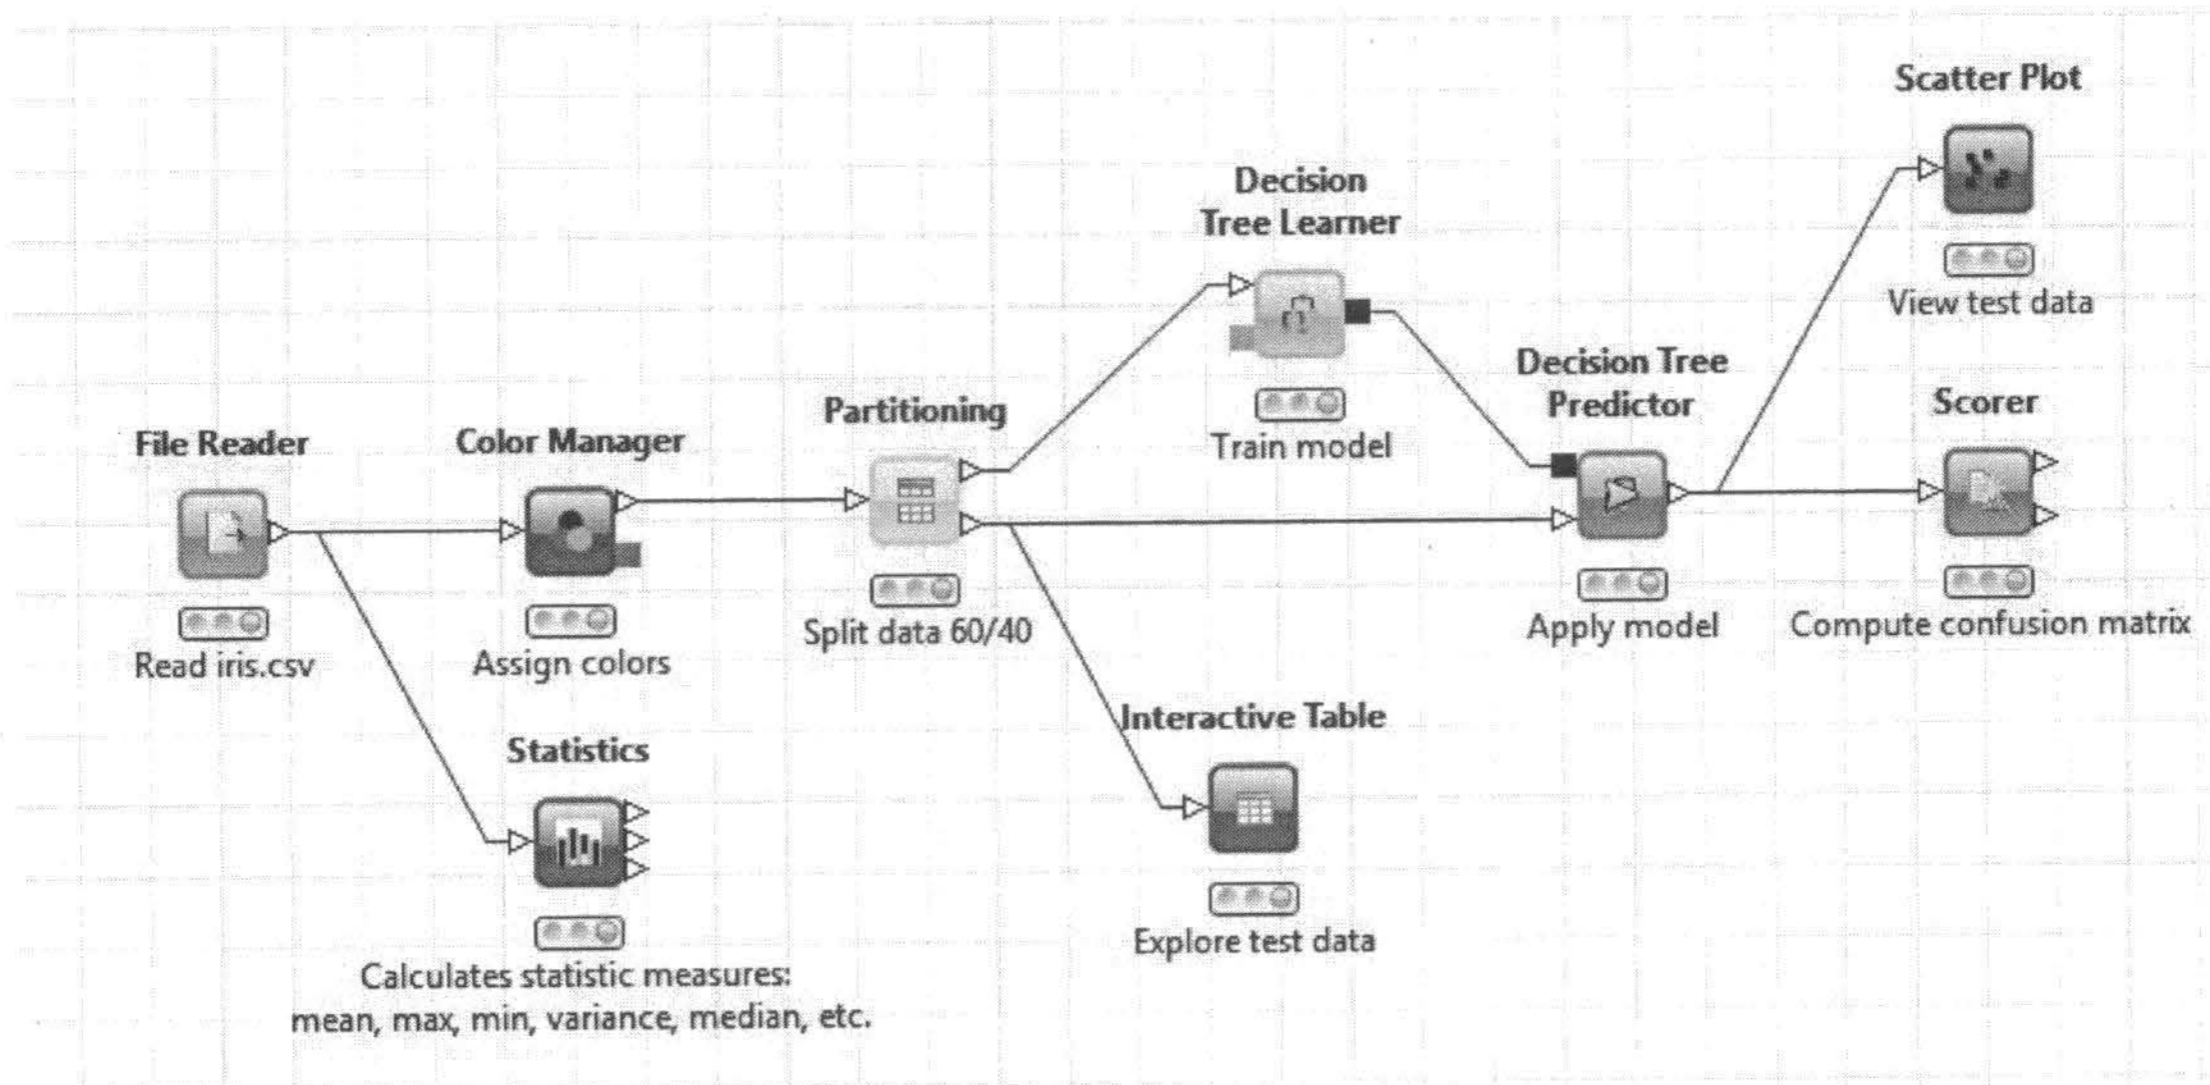 Scatter Plot
View test data
Decision
Tree Learner
Train model
Decision Tree
Predictor
Apply model
Scorer
Compute confusion matrix
Partitioning
Split data 60/40
File Reader
Read iris.csv
Color Manager
Assign colors
Interactive Table
Explore test data
Statistics
Calculates statistic measures:
mean, max, min, variance, median, etc.